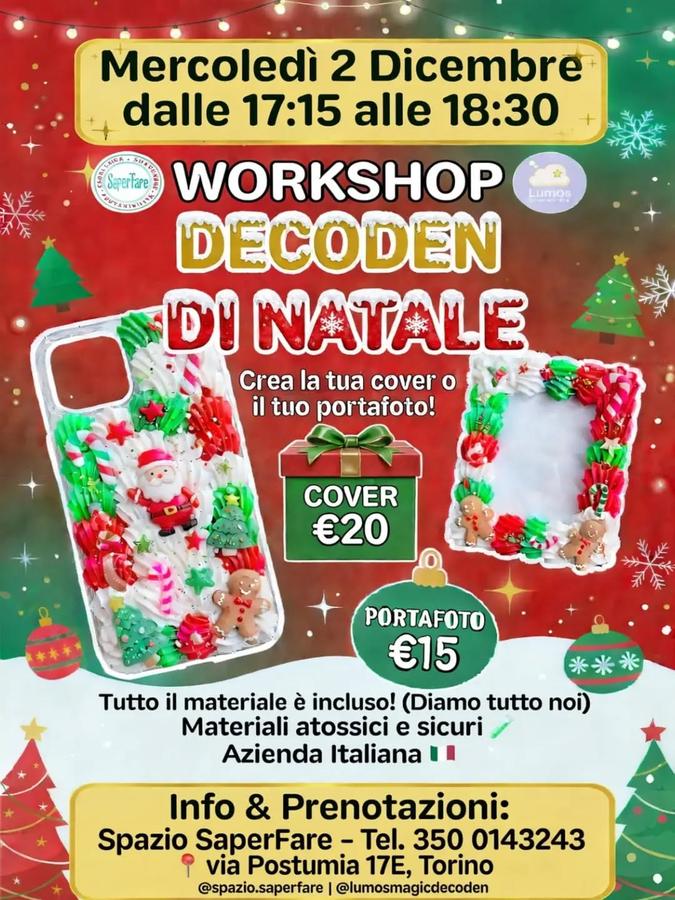 Mercoledì 2 Dicembre
dalle 17:15 alle 18:30
SaperFare
WORKSHOP
Lumos
DECODEN
DI NATALE
Crea la tua cover o
il tuo portafoto!
COVER
€20
PORTAFOTO
€15
Tutto il materiale è incluso! (Diamo tutto noi)
Materiali atossici e sicuri
Azienda Italiana 🇮🇹
Info & Prenotazioni:
Spazio SaperFare - Tel. 350 0143243
📍 via Postumia 17E, Torino
@spazio.saperfare | @lumosmagicdecoden